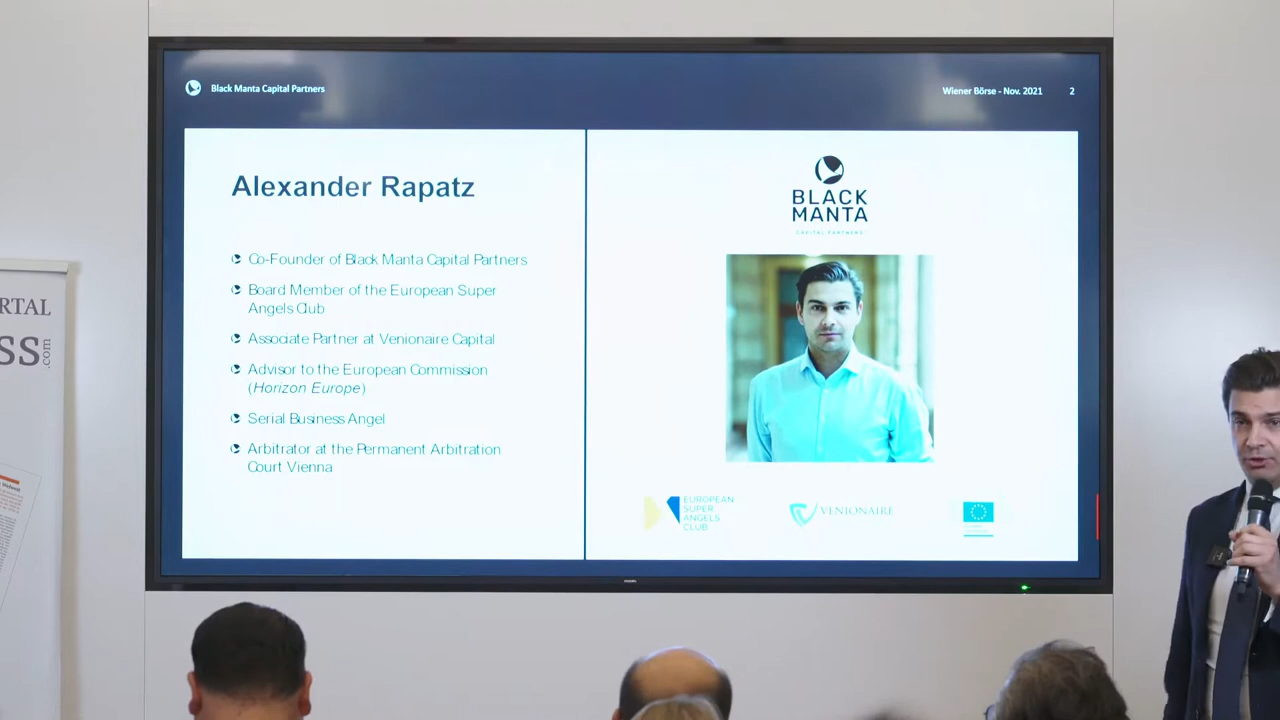 Black Manta Capital Partners
Wiener Börse - Nov. 2021 2
Alexander Rapatz
Co-Founder of Black Manta Capital Partners
Board Member of the European Super
Angels Club
Associate Partner at Venionaire Capital
Advisor to the European Commission
(Horizon Europe)
Serial Business Angel
Arbitrator at the Permanent Arbitration
Court Vienna
BLACK
MANTA
CAPITAL PARTNERS
EUROPEAN
SUPER
ANGELS
CLUB
VENIONAIRE
RTAL
ss.com